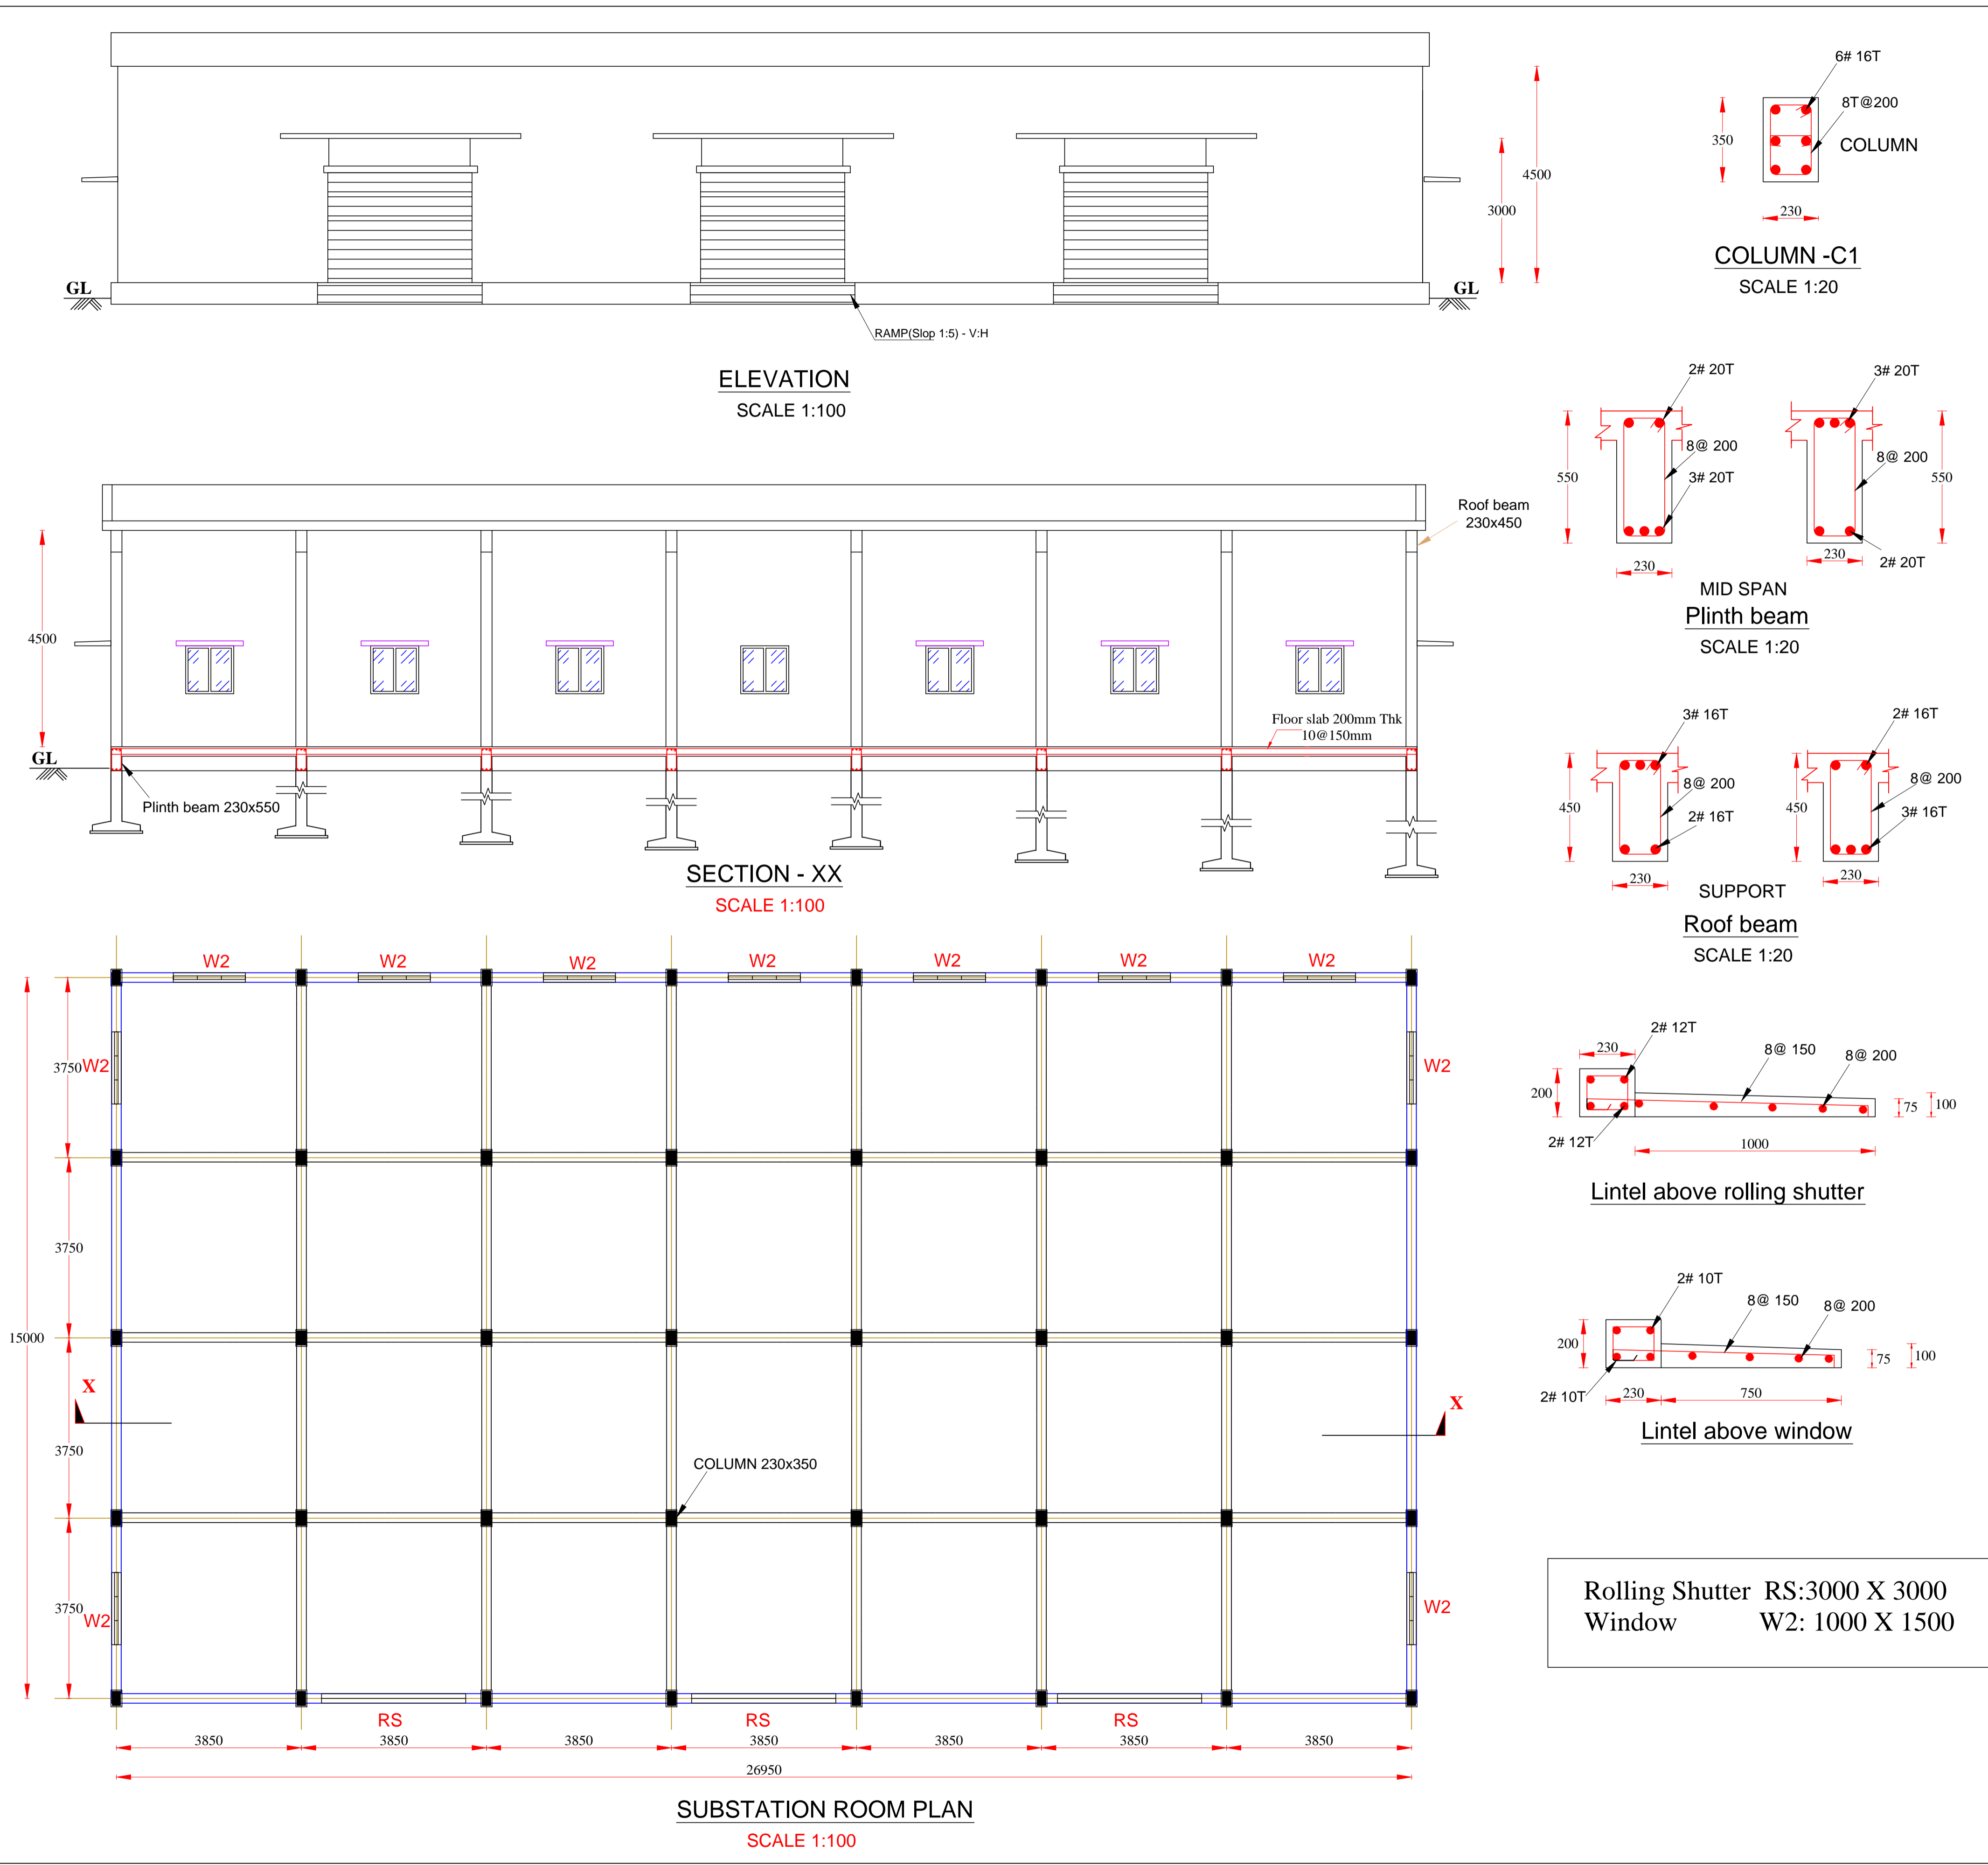 4500
3000
GL
GL
RAMP(Slop 1:5) - V:H
ELEVATION
SCALE 1:100
6# 16T
8T@200
COLUMN
350
230
COLUMN -C1
SCALE 1:20
Roof beam
230x450
4500
Floor slab 200mm Thk
10@150mm
GL
Plinth beam 230x550
SECTION - XX
SCALE 1:100
2# 20T
3# 20T
8@ 200
8@ 200
550
3# 20T
550
230
230
2# 20T
MID SPAN
Plinth beam
SCALE 1:20
3# 16T
2# 16T
8@ 200
8@ 200
450
450
2# 16T
3# 16T
230
230
SUPPORT
Roof beam
SCALE 1:20
W2
W2
W2
W2
W2
W2
W2
3750
W2
W2
3750
15000
X
X
3750
COLUMN 230x350
3750
W2
W2
RS
RS
RS
3850
3850
3850
3850
3850
3850
3850
26950
SUBSTATION ROOM PLAN
SCALE 1:100
2# 12T
230
8@ 150
8@ 200
200
75
100
2# 12T
1000
Lintel above rolling shutter
2# 10T
8@ 150
8@ 200
200
75
100
2# 10T
230
750
Lintel above window
Rolling Shutter RS:3000 X 3000
Window W2: 1000 X 1500